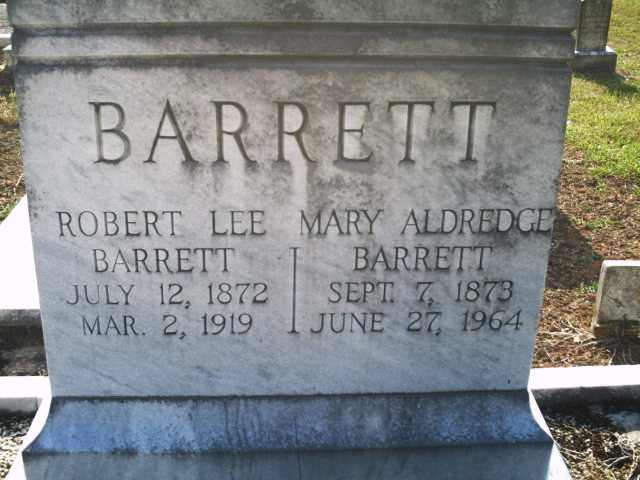 BARRETT
ROBERT LEE
BARRETT
JULY 12, 1872
MAR. 2, 1919
MARY ALDREDGE
BARRETT
SEPT. 7, 1873
JUNE 27, 1964